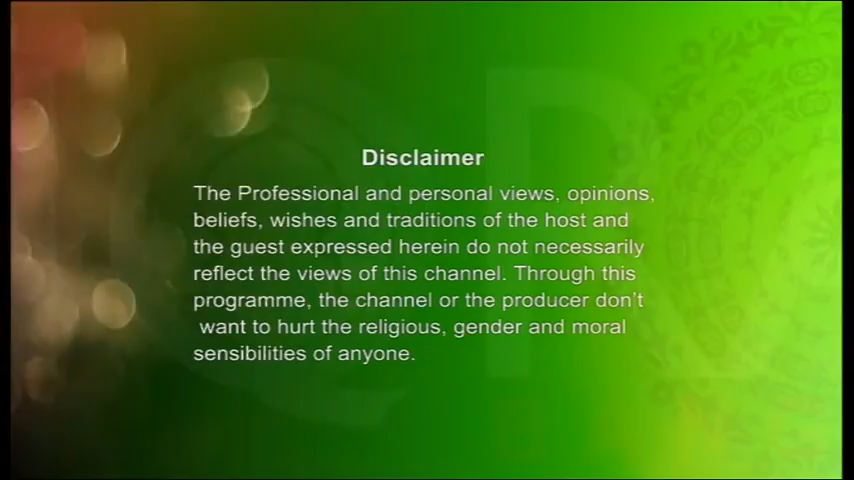 Disclaimer
The Professional and personal views, opinions,
beliefs, wishes and traditions of the host and
the guest expressed herein do not necessarily
reflect the views of this channel. Through this
programme, the channel or the producer don't
want to hurt the religious, gender and moral
sensibilities of anyone.